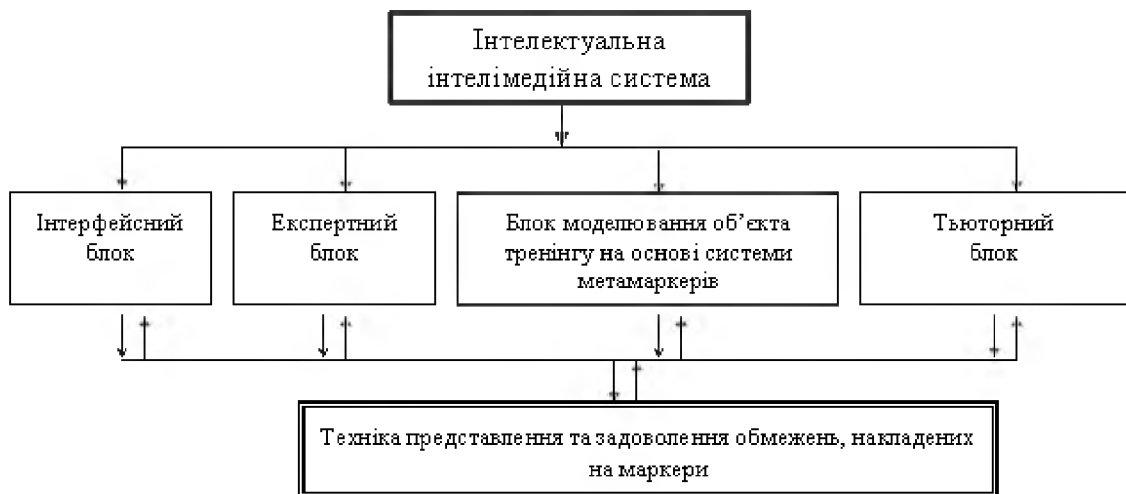 Інтелектуальна
інтелімедійна система
Інтерфейсний
блок
Експертний
блок
Блок моделювання об’єкта
тренінгу на основі системи
метамаркерів
Тьюторний
блок
Техніка представлення та задоволення обмежень, накладених
на маркери